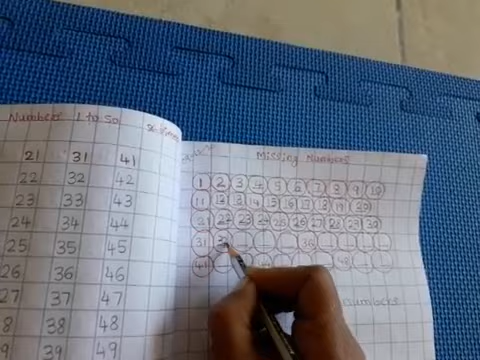 Numbers 1 to 50
21 31 41
22 32 42
23 33 43
24 34 44
25 35 45
26 36 46
27 37 47
8 38 48
9 39 49
Missing Numbers
1 2 3 4 5 6 7 8 9 10
11 12 13 14 15 16 17 18 19 20
21 22 23 24 25 26 27 28 29 30
31 36
41 48